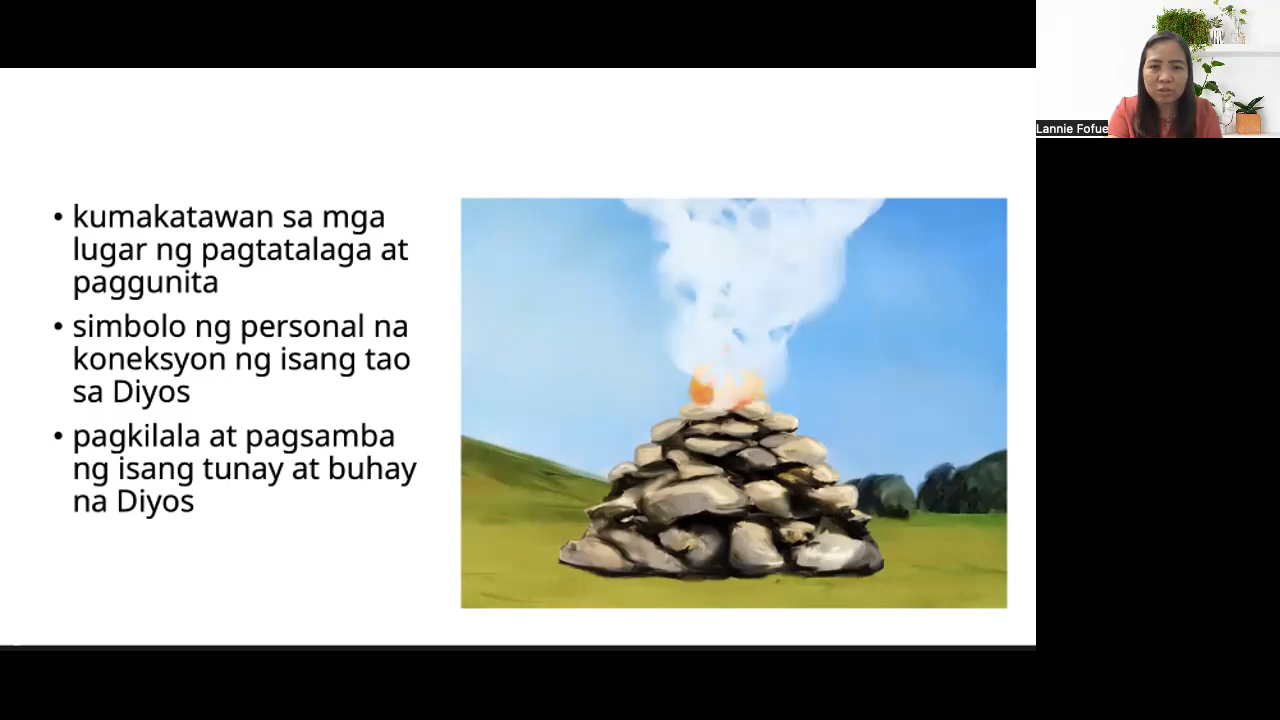 • kumakatawan sa mga
lugar ng pagtatalaga at
paggunita
• simbolo ng personal na
koneksyon ng isang tao
sa Diyos
• pagkilala at pagsamba
ng isang tunay at buhay
na Diyos
Lannie Fofue